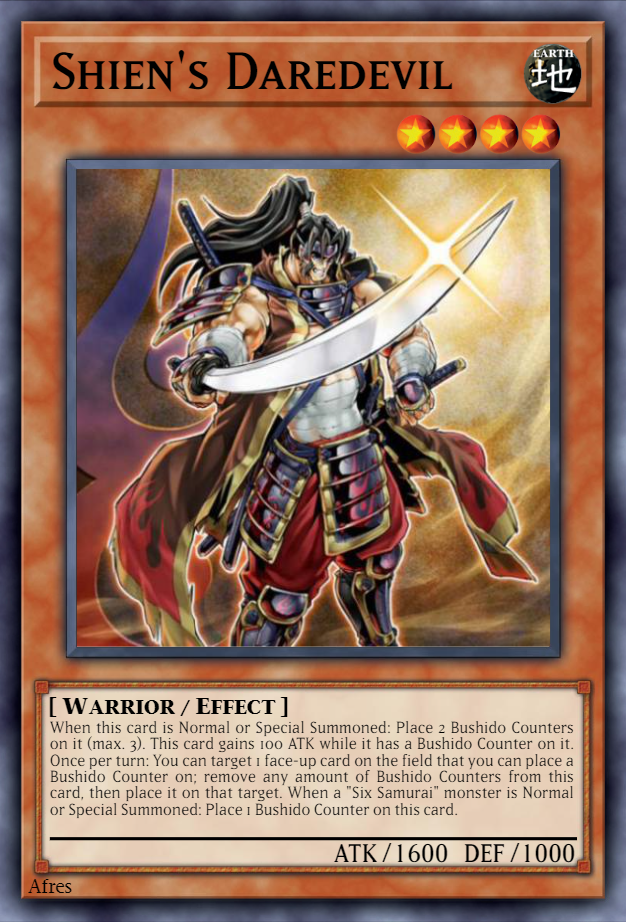 Shien's Daredevil
EARTH
地
[ Warrior / Effect ]
When this card is Normal or Special Summoned: Place 2 Bushido Counters
on it (max. 3). This card gains 100 ATK while it has a Bushido Counter on it.
Once per turn: You can target 1 face-up card on the field that you can place a
Bushido Counter on; remove any amount of Bushido Counters from this
card, then place it on that target. When a "Six Samurai" monster is Normal
or Special Summoned: Place 1 Bushido Counter on this card.
ATK/1600 DEF/1000
Afres